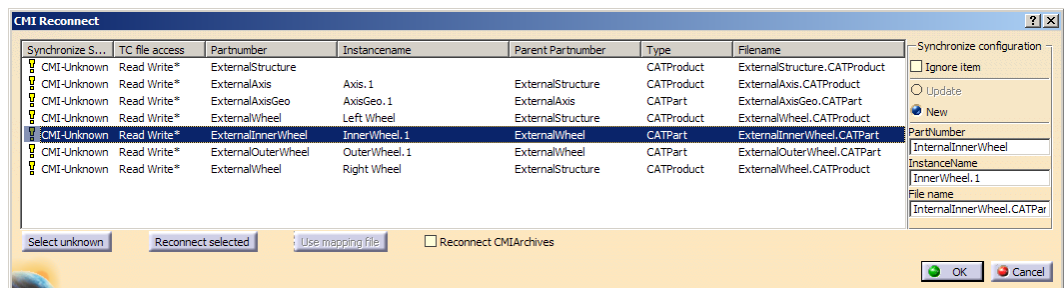 CMI Reconnect
Synchronize S... TC file access Partnumber Instancename Parent Partnumber Type Filename
CMI-Unknown Read Write* ExternalStructure CATProduct ExternalStructure.CATProduct
CMI-Unknown Read Write* ExternalAxis Axis.1 ExternalStructure CATProduct ExternalAxis.CATProduct
CMI-Unknown Read Write* ExternalAxisGeo AxisGeo.1 ExternalAxis CATPart ExternalAxisGeo.CATPart
CMI-Unknown Read Write* ExternalWheel Left Wheel ExternalStructure CATProduct ExternalWheel.CATProduct
CMI-Unknown Read Write* ExternalInnerWheel InnerWheel.1 ExternalWheel CATPart ExternalInnerWheel.CATPart
CMI-Unknown Read Write* ExternalOuterWheel OuterWheel.1 ExternalWheel CATPart ExternalOuterWheel.CATPart
CMI-Unknown Read Write* ExternalWheel Right Wheel ExternalStructure CATProduct ExternalWheel.CATProduct
Synchronize configuration
Ignore item
Update
New
PartNumber
InternalInnerWheel
InstanceName
InnerWheel.1
File name
InternalInnerWheel.CATPar
Select unknown Reconnect selected Use mapping file Reconnect CMIArchives
OK Cancel